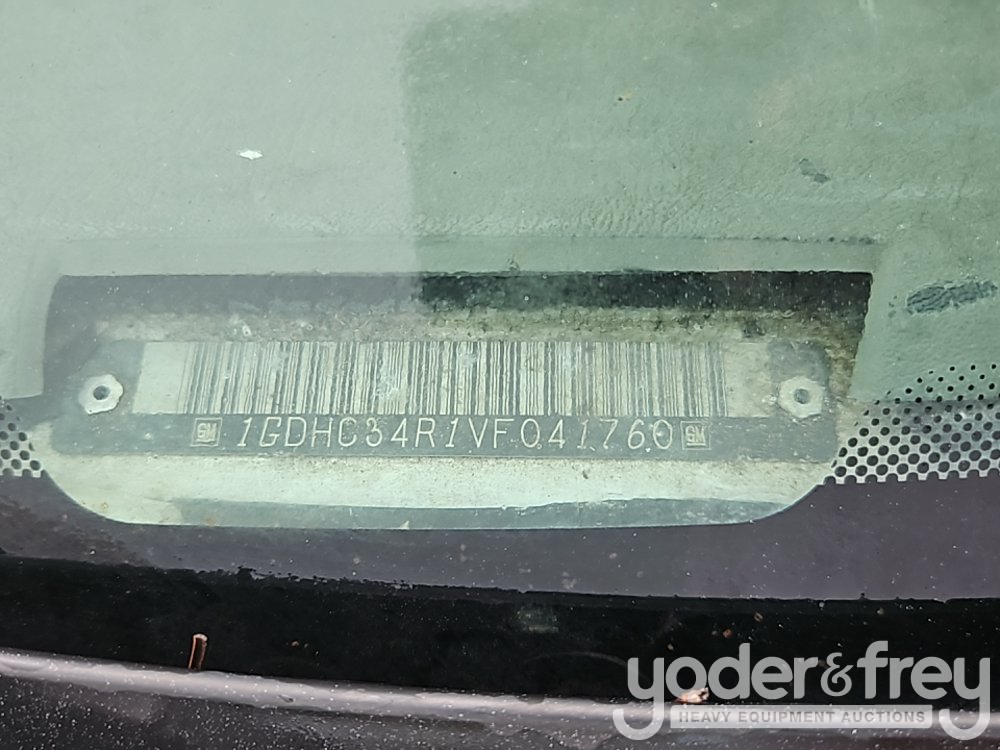 GM 1GDHC34R1VF041760 GM
yoder&frey
HEAVY EQUIPMENT AUCTIONS